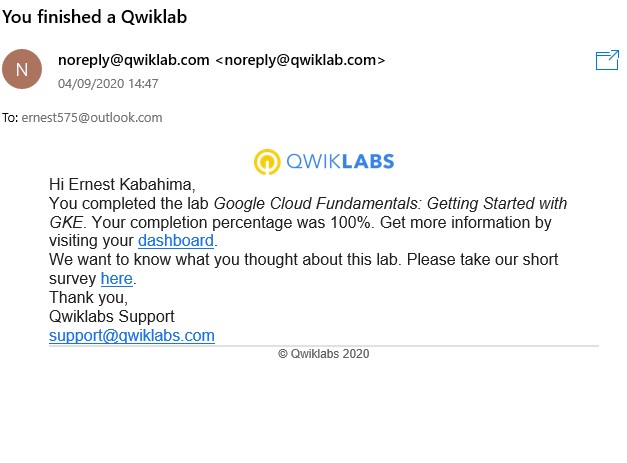 You finished a Qwiklab
N
noreply@qwiklab.com <noreply@qwiklab.com>
04/09/2020 14:47
To: ernest575@outlook.com
QWIKLABS
Hi Ernest Kabahima,
You completed the lab Google Cloud Fundamentals: Getting Started with
GKE. Your completion percentage was 100%. Get more information by
visiting your dashboard.
We want to know what you thought about this lab. Please take our short
survey here.
Thank you,
Qwiklabs Support
support@qwiklabs.com
© Qwiklabs 2020